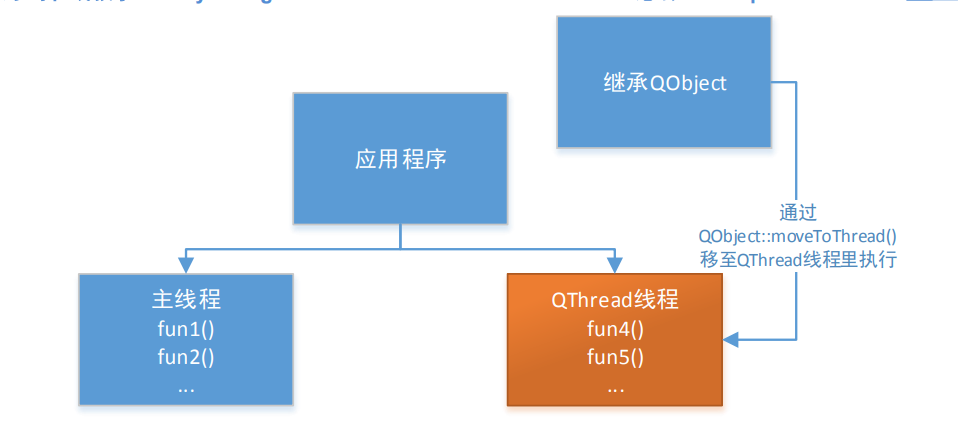 继承QObject
应用程序
通过
QObject::moveToThread()
移至QThread线程里执行
主线程
fun1()
fun2()
...
QThread线程
fun4()
fun5()
...